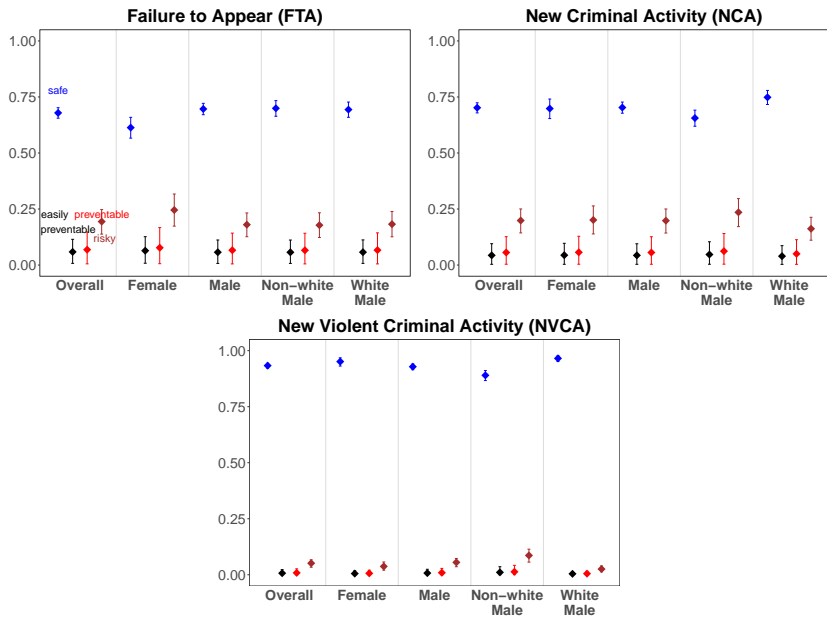 Failure to Appear (FTA)
1.00
0.75
0.50
0.25
0.00
safe
easily preventable
preventable
risky
Overall Female Male Non−white White
Male Male
New Criminal Activity (NCA)
1.00
0.75
0.50
0.25
0.00
Overall Female Male Non−white White
Male Male
New Violent Criminal Activity (NVCA)
1.00
0.75
0.50
0.25
0.00
Overall Female Male Non−white White
Male Male